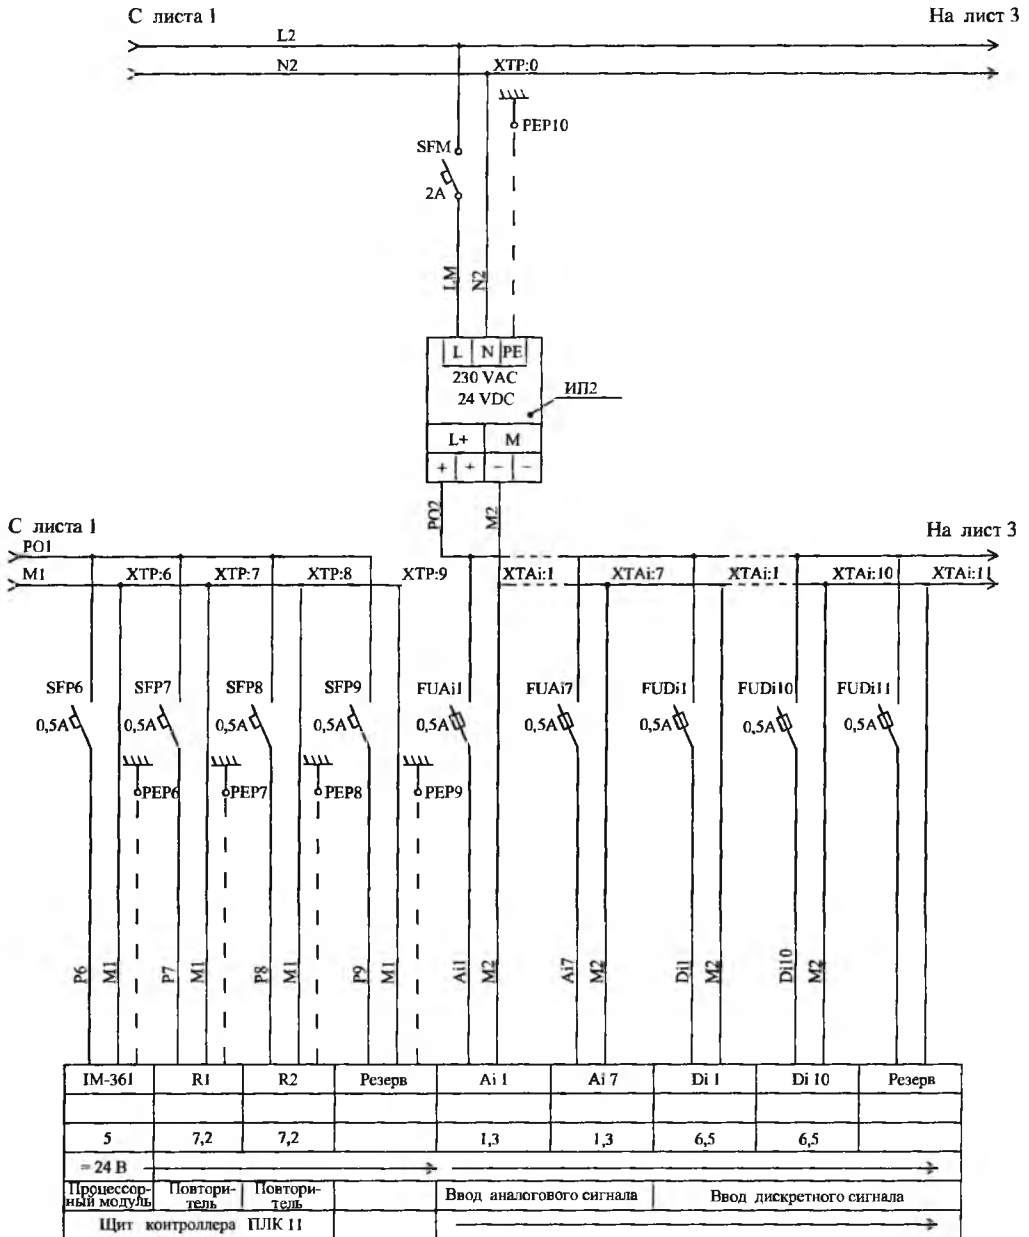 С листа 1
На лист 3
L2
N2
XTP:0
PEP10
SFM
2A
LM
N2
L N PE
230 VAC
24 VDC
ИП2
L+ M
+ + – –
PO2
M2
С листа 1
На лист 3
PO1
M1 XTP:6 XTP:7 XTP:8 XTP:9 XTAi:1 XTAi:7 XTAi:1 XTAi:10 XTAi:11
SFP6 SFP7 SFP8 SFP9 FUAi1 FUAi7 FUDi1 FUDi10 FUDi11
0,5A 0,5A 0,5A 0,5A 0,5A 0,5A 0,5A 0,5A 0,5A
PEP6 PEP7 PEP8 PEP9
P6 M1 P7 M1 P8 M1 P9 M1 Ai1 M2 Ai7 M2 Di1 M2 Di10 M2
IM-361 R1 R2 Резерв Ai 1 Ai 7 Di 1 Di 10 Резерв
5 7,2 7,2 1,3 1,3 6,5 6,5
= 24 В
Процессор- Повтори- Повтори- Ввод аналогового сигнала Ввод дискретного сигнала
ный модуль тель тель
Щит контроллера ПЛК 11